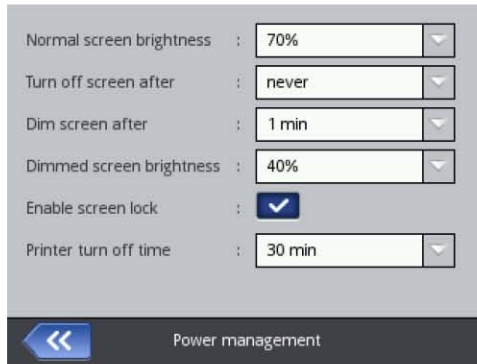 Normal screen brightness : 70%
Turn off screen after : never
Dim screen after : 1 min
Dimmed screen brightness : 40%
Enable screen lock :
Printer turn off time : 30 min
Power management